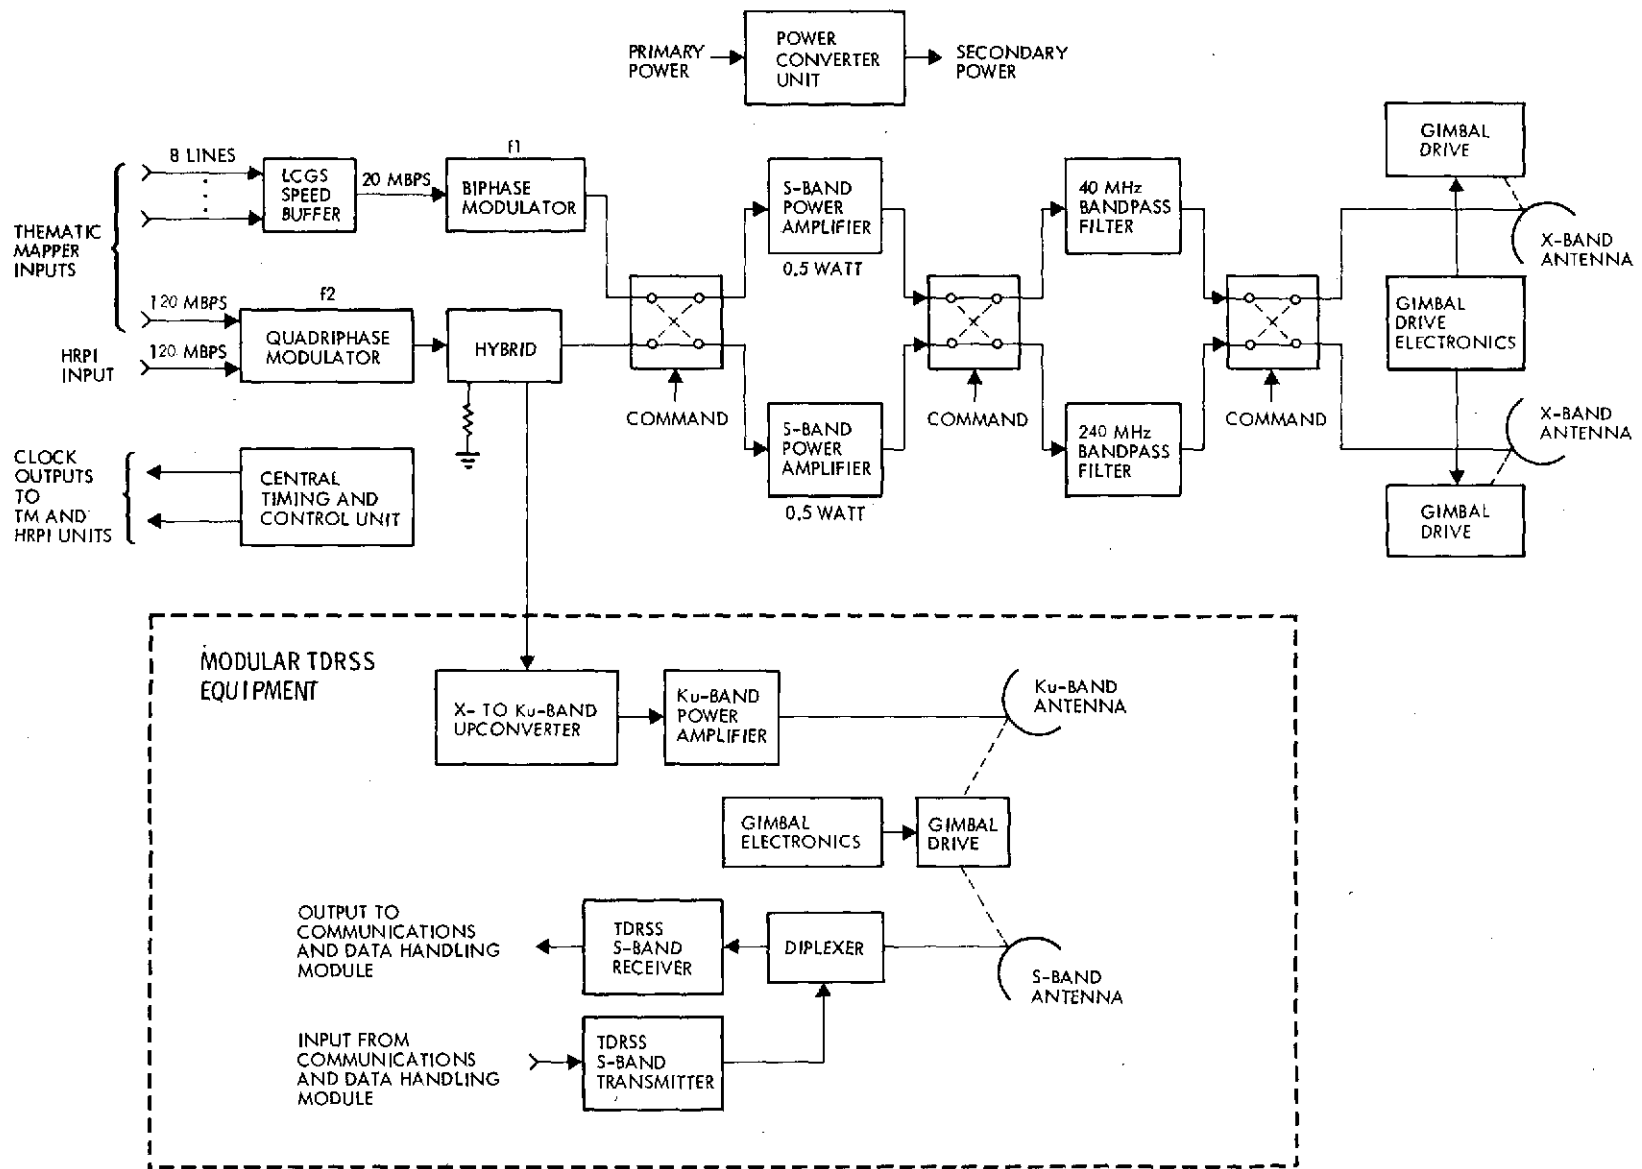 PRIMARY
POWER
POWER
CONVERTER
UNIT
SECONDARY
POWER
THEMATIC
MAPPER
INPUTS
8 LINES
LCGS
SPEED
BUFFER
20 MBPS
f1
BIPHASE
MODULATOR
S-BAND
POWER
AMPLIFIER
0.5 WATT
40 MHz
BANDPASS
FILTER
GIMBAL
DRIVE
X-BAND
ANTENNA
120 MBPS
HRPI
INPUT
120 MBPS
f2
QUADRIPHASE
MODULATOR
HYBRID
COMMAND
S-BAND
POWER
AMPLIFIER
0.5 WATT
COMMAND
240 MHz
BANDPASS
FILTER
COMMAND
GIMBAL
DRIVE
ELECTRONICS
X-BAND
ANTENNA
GIMBAL
DRIVE
CLOCK
OUTPUTS
TO
TM AND
HRPI UNITS
CENTRAL
TIMING AND
CONTROL UNIT
MODULAR TDRSS
EQUIPMENT
X- TO Ku-BAND
UPCONVERTER
Ku-BAND
POWER
AMPLIFIER
Ku-BAND
ANTENNA
GIMBAL
ELECTRONICS
GIMBAL
DRIVE
OUTPUT TO
COMMUNICATIONS
AND DATA HANDLING
MODULE
TDRSS
S-BAND
RECEIVER
DIPLEXER
S-BAND
ANTENNA
INPUT FROM
COMMUNICATIONS
AND DATA HANDLING
MODULE
TDRSS
S-BAND
TRANSMITTER